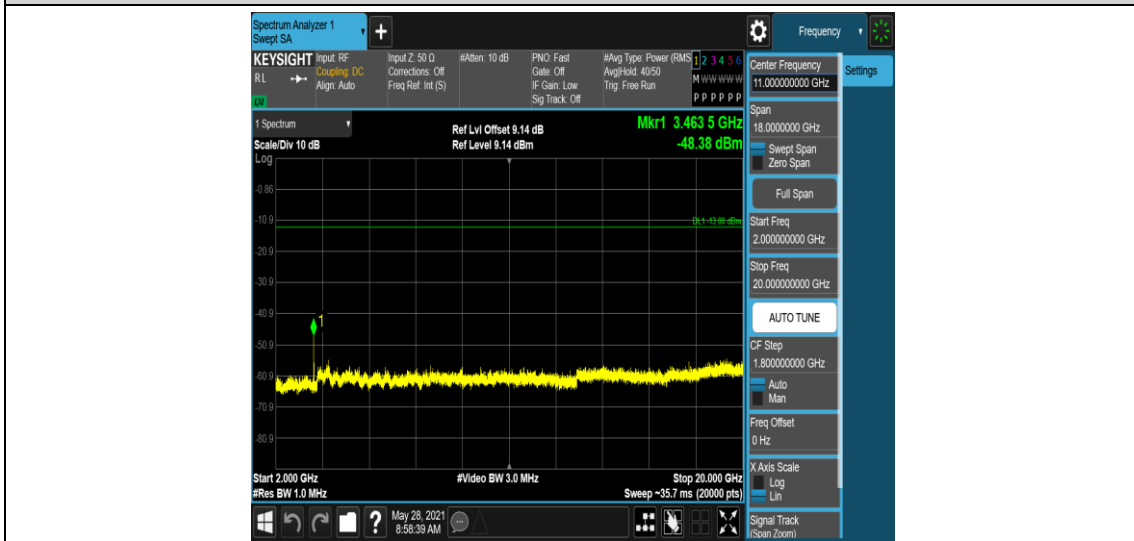 Spectrum Analyzer 1
Swept SA
+
Frequency
KEYSIGHT
RL
LXI
Input: RF
Coupling: DC
Align: Auto
Input Z: 50 Ω
Corrections: Off
Freq Ref: Int (S)
#Atten: 10 dB
PNO: Fast
Gate: Off
IF Gain: Low
Sig Track: Off
#Avg Type: Power (RMS
Avg|Hold: 40/50
Trig: Free Run
1 2 3 4 5 6
M W W W W W
P P P P P P
1 Spectrum
Scale/Div 10 dB
Log
Ref Lvl Offset 9.14 dB
Ref Level 9.14 dBm
Mkr1 3.463 5 GHz
-48.38 dBm
-0.86
-10.9
DL1 -13.00 dBm
-20.9
-30.9
-40.9
1
-50.9
-60.9
-70.9
-80.9
Start 2.000 GHz
#Res BW 1.0 MHz
#Video BW 3.0 MHz
Stop 20.000 GHz
Sweep ~35.7 ms (20000 pts)
Center Frequency
11.000000000 GHz
Settings
Span
18.0000000 GHz
Swept Span
Zero Span
Full Span
Start Freq
2.000000000 GHz
Stop Freq
20.000000000 GHz
AUTO TUNE
CF Step
1.800000000 GHz
Auto
Man
Freq Offset
0 Hz
X Axis Scale
Log
Lin
Signal Track
(Span Zoom)
?
May 28, 2021
8:58:39 AM